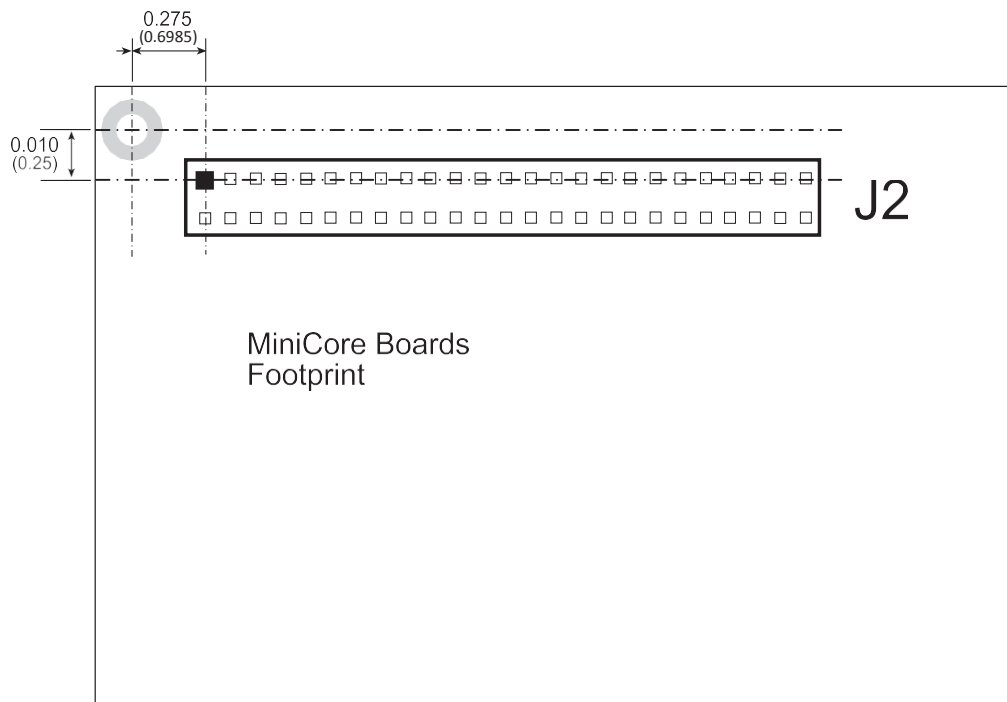 0.275
(0.6985)
0.010
(0.25)
J2
MiniCore Boards
Footprint